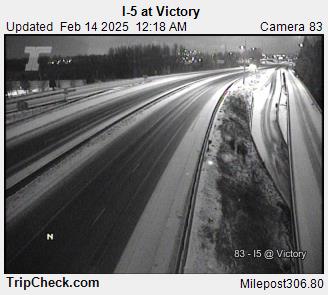 I-5 at Victory
Updated Feb 14 2025 12:18 AM Camera 83
T
N
83 - I5 @ Victory
TripCheck.com Milepost306.80